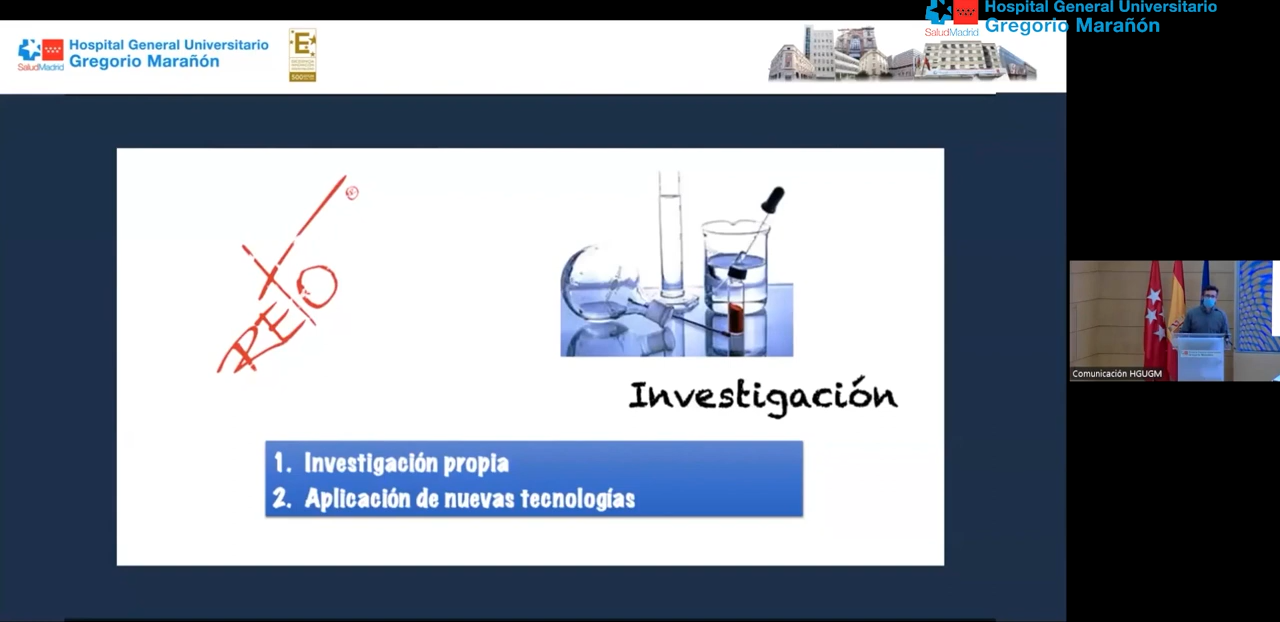 Hospital General Universitario
Gregorio Marañón
SaludMadrid
Hospital General Universitario
Gregorio Marañón
SaludMadrid
E
500
RETO
Investigación
1. Investigación propia
2. Aplicación de nuevas tecnologías
Comunicación HGUGM